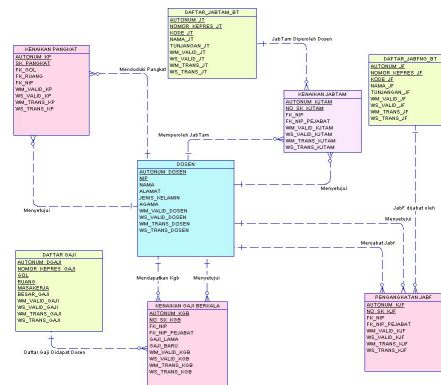 DAFTAR_JABTAM_BT
AUTONUM_JT
NOMOR_KEPRES_JT
KODE_JT
NAMA_JT
TUNJANGAN_JT
WM_VALID_JT
WS_VALID_JT
WM_TRANS_JT
WS_TRANS_JT
KENAIKAN PANGKAT
AUTONUM_KP
SK_PANGKAT
FK_GOL
FK_RUANG
FK_NIP
WM_VALID_KP
WS_VALID_KP
WM_TRANS_KP
WS_TRANS_KP
JabTam Diperoleh Dosen
Menduduki Pangkat
DAFTAR_JABFNG_BT
AUTONUM_JF
NOMOR_KEPRES_JF
KODE_JF
NAMA_JF
TUNJANGAN_JF
WM_VALID_JF
WS_VALID_JF
WM_TRANS_JF
WS_TRANS_JF
KENAIKAN JABTAM
AUTONUM_KJTAM
NO_SK_KJTAM
FK_NIP
FK_NIP_PEJABAT
WM_VALID_KJTAM
WS_VALID_KJTAM
WM_TRANS_KJTAM
WS_TRANS_KJTAM
Memperoleh JabTam
DOSEN
AUTONUM_DOSEN
NIP
NAMA
ALAMAT
JENIS_KELAMIN
AGAMA
WM_VALID_DOSEN
WS_VALID_DOSEN
WM_TRANS_DOSEN
WS_TRANS_DOSEN
Menyetujui
Menyetujui
JabF dijabat oleh
Menyetujui
Menjabat JabF
DAFTAR GAJI
AUTONUM_DGAJI
NOMOR_KEPRES_GAJI
GOL
RUANG
MASAKERJA
BESAR_GAJI
WM_VALID_GAJI
WS_VALID_GAJI
WM_TRANS_GAJI
WS_TRANS_GAJI
Mendapatkan Kgb
Menyetujui
KENAIKAN GAJI BERKALA
AUTONUM_KGB
NO_SK_KGB
FK_NIP
FK_NIP_PEJABAT
GAJI_LAMA
GAJI_BARU
WM_VALID_KGB
WS_VALID_KGB
WM_TRANS_KGB
WS_TRANS_KGB
PENGANGKATAN JABF
AUTONUM_KJF
NO_SK_KJF
FK_NIP
FK_NIP_PEJABAT
WM_VALID_KJF
WS_VALID_KJF
WM_TRANS_KJF
WS_TRANS_KJF
Daftar Gaji Didapat Dosen